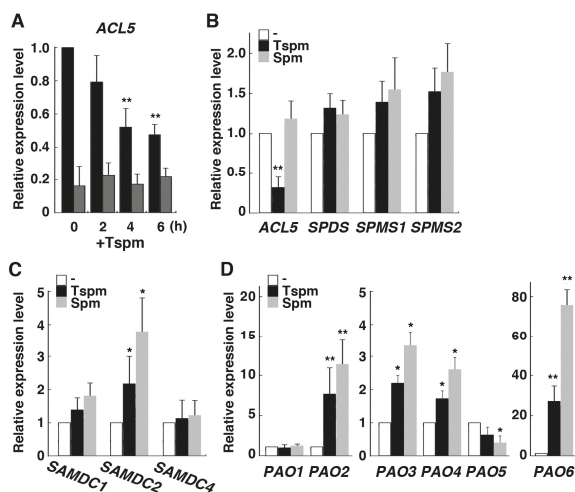 A
ACL5
Relative expression level
1.0
0.8
0.6
0.4
0.2
0
** **
0 2 4 6 (h)
+Tspm
B
Relative expression level
2.0
1.5
1.0
0.5
0
-
Tspm
Spm
**
ACL5 SPDS SPMS1 SPMS2
C
Relative expression level
5
4
3
2
1
0
-
Tspm
Spm
* *
SAMDC1 SAMDC2 SAMDC4
D
Relative expression level
20
15
10
5
0
-
Tspm
Spm
** **
PAO1 PAO2
5
4
3
2
1
0
* * * * *
PAO3 PAO4 PAO5
80
60
40
20
0
** **
PAO6